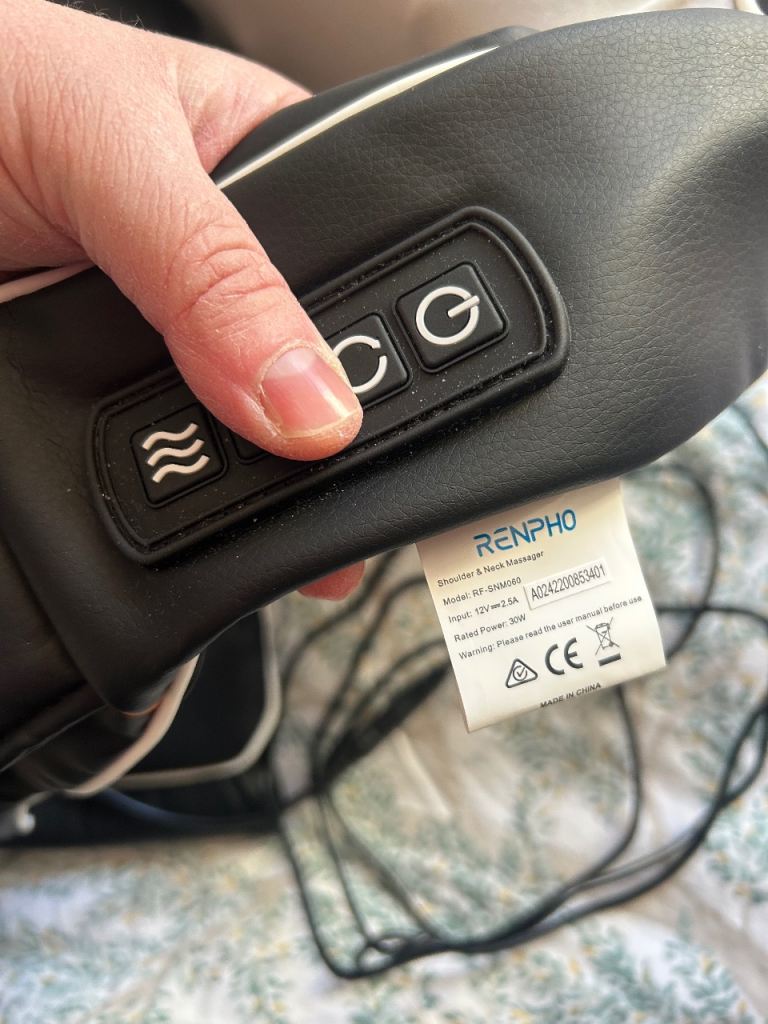 RENPHO
Shoulder & Neck Massager
Model: RF-SNM060
A0242200853401
Input: 12V⎓2.5A
Rated Power: 30W
Warning: Please read the user manual before use
CE
MADE IN CHINA